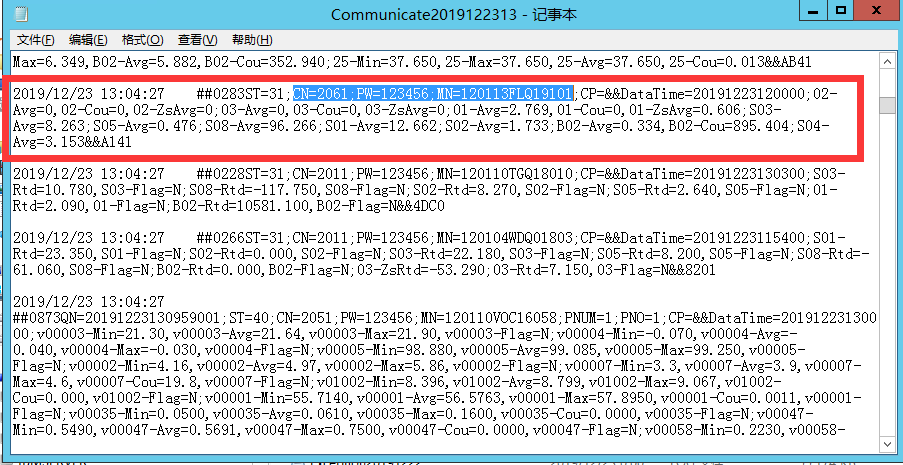 Communicate2019122313 - 记事本
文件(F) 编辑(E) 格式(O) 查看(V) 帮助(H)
Max=6.349,B02-Avg=5.882,B02-Cou=352.940;25-Min=37.650,25-Max=37.650,25-Avg=37.650,25-Cou=0.013&&AB41
2019/12/23 13:04:27 ##0283ST=31;CN=2061;PW=123456;MN=120113FLQ19101;CP=&&DataTime=20191223120000;02-
Avg=0,02-Cou=0,02-ZsAvg=0;03-Avg=0,03-Cou=0,03-ZsAvg=0;01-Avg=2.769,01-Cou=0,01-ZsAvg=0.606;S03-
Avg=8.263;S05-Avg=0.476;S08-Avg=96.266;S01-Avg=12.662;S02-Avg=1.733;B02-Avg=0.334,B02-Cou=895.404;S04-
Avg=3.153&&A141
2019/12/23 13:04:27 ##0228ST=31;CN=2011;PW=123456;MN=120110TGQ18010;CP=&&DataTime=20191223130300;S03-
Rtd=10.780,S03-Flag=N;S08-Rtd=-117.750,S08-Flag=N;S02-Rtd=8.270,S02-Flag=N;S05-Rtd=2.640,S05-Flag=N;01-
Rtd=2.090,01-Flag=N;B02-Rtd=10581.100,B02-Flag=N&&4DC0
2019/12/23 13:04:27 ##0266ST=31;CN=2011;PW=123456;MN=120104WDQ01803;CP=&&DataTime=20191223115400;S01-
Rtd=23.350,S01-Flag=N;S02-Rtd=0.000,S02-Flag=N;S03-Rtd=22.180,S03-Flag=N;S05-Rtd=8.200,S05-Flag=N;S08-Rtd=-
61.060,S08-Flag=N;B02-Rtd=0.000,B02-Flag=N;03-ZsRtd=-53.290;03-Rtd=7.150,03-Flag=N&&8201
2019/12/23 13:04:27
##0873QN=20191223130959001;ST=40;CN=2051;PW=123456;MN=120110VOC16058;PNUM=1;PNO=1;CP=&&DataTime=201912231300
00;v00003-Min=21.30,v00003-Avg=21.64,v00003-Max=21.90,v00003-Flag=N;v00004-Min=-0.070,v00004-Avg=-
0.040,v00004-Max=-0.030,v00004-Flag=N;v00005-Min=98.880,v00005-Avg=99.085,v00005-Max=99.250,v00005-
Flag=N;v00002-Min=4.16,v00002-Avg=4.97,v00002-Max=5.86,v00002-Flag=N;v00007-Min=3.3,v00007-Avg=3.9,v00007-
Max=4.6,v00007-Cou=19.8,v00007-Flag=N;v01002-Min=8.396,v01002-Avg=8.799,v01002-Max=9.067,v01002-
Cou=0.000,v01002-Flag=N;v00001-Min=55.7140,v00001-Avg=56.5763,v00001-Max=57.8950,v00001-Cou=0.0011,v00001-
Flag=N;v00035-Min=0.0500,v00035-Avg=0.0610,v00035-Max=0.1600,v00035-Cou=0.0000,v00035-Flag=N;v00047-
Min=0.5490,v00047-Avg=0.5691,v00047-Max=0.7500,v00047-Cou=0.0000,v00047-Flag=N;v00058-Min=0.2230,v00058-